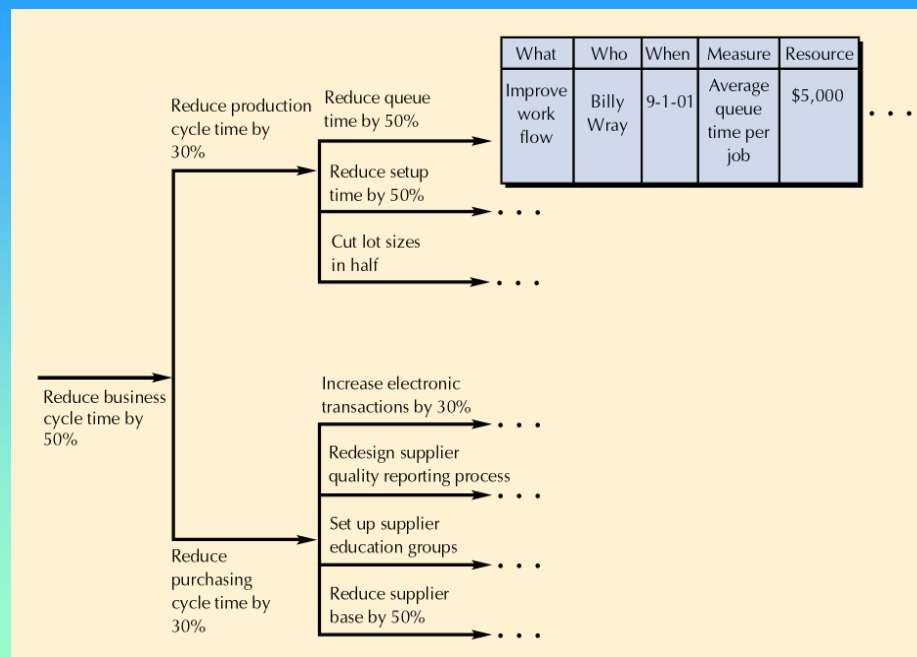 What Who When Measure Resource
Improve
work
flow
Billy
Wray
9-1-01
Average
queue
time per
job
$5,000
. . .
Reduce production
cycle time by
30%
Reduce queue
time by 50%
Reduce setup
time by 50%
. . .
Cut lot sizes
in half
. . .
Reduce business
cycle time by
50%
Increase electronic
transactions by 30%
. . .
Redesign supplier
quality reporting process
. . .
Set up supplier
education groups
. . .
Reduce
purchasing
cycle time by
30%
Reduce supplier
base by 50%
. . .